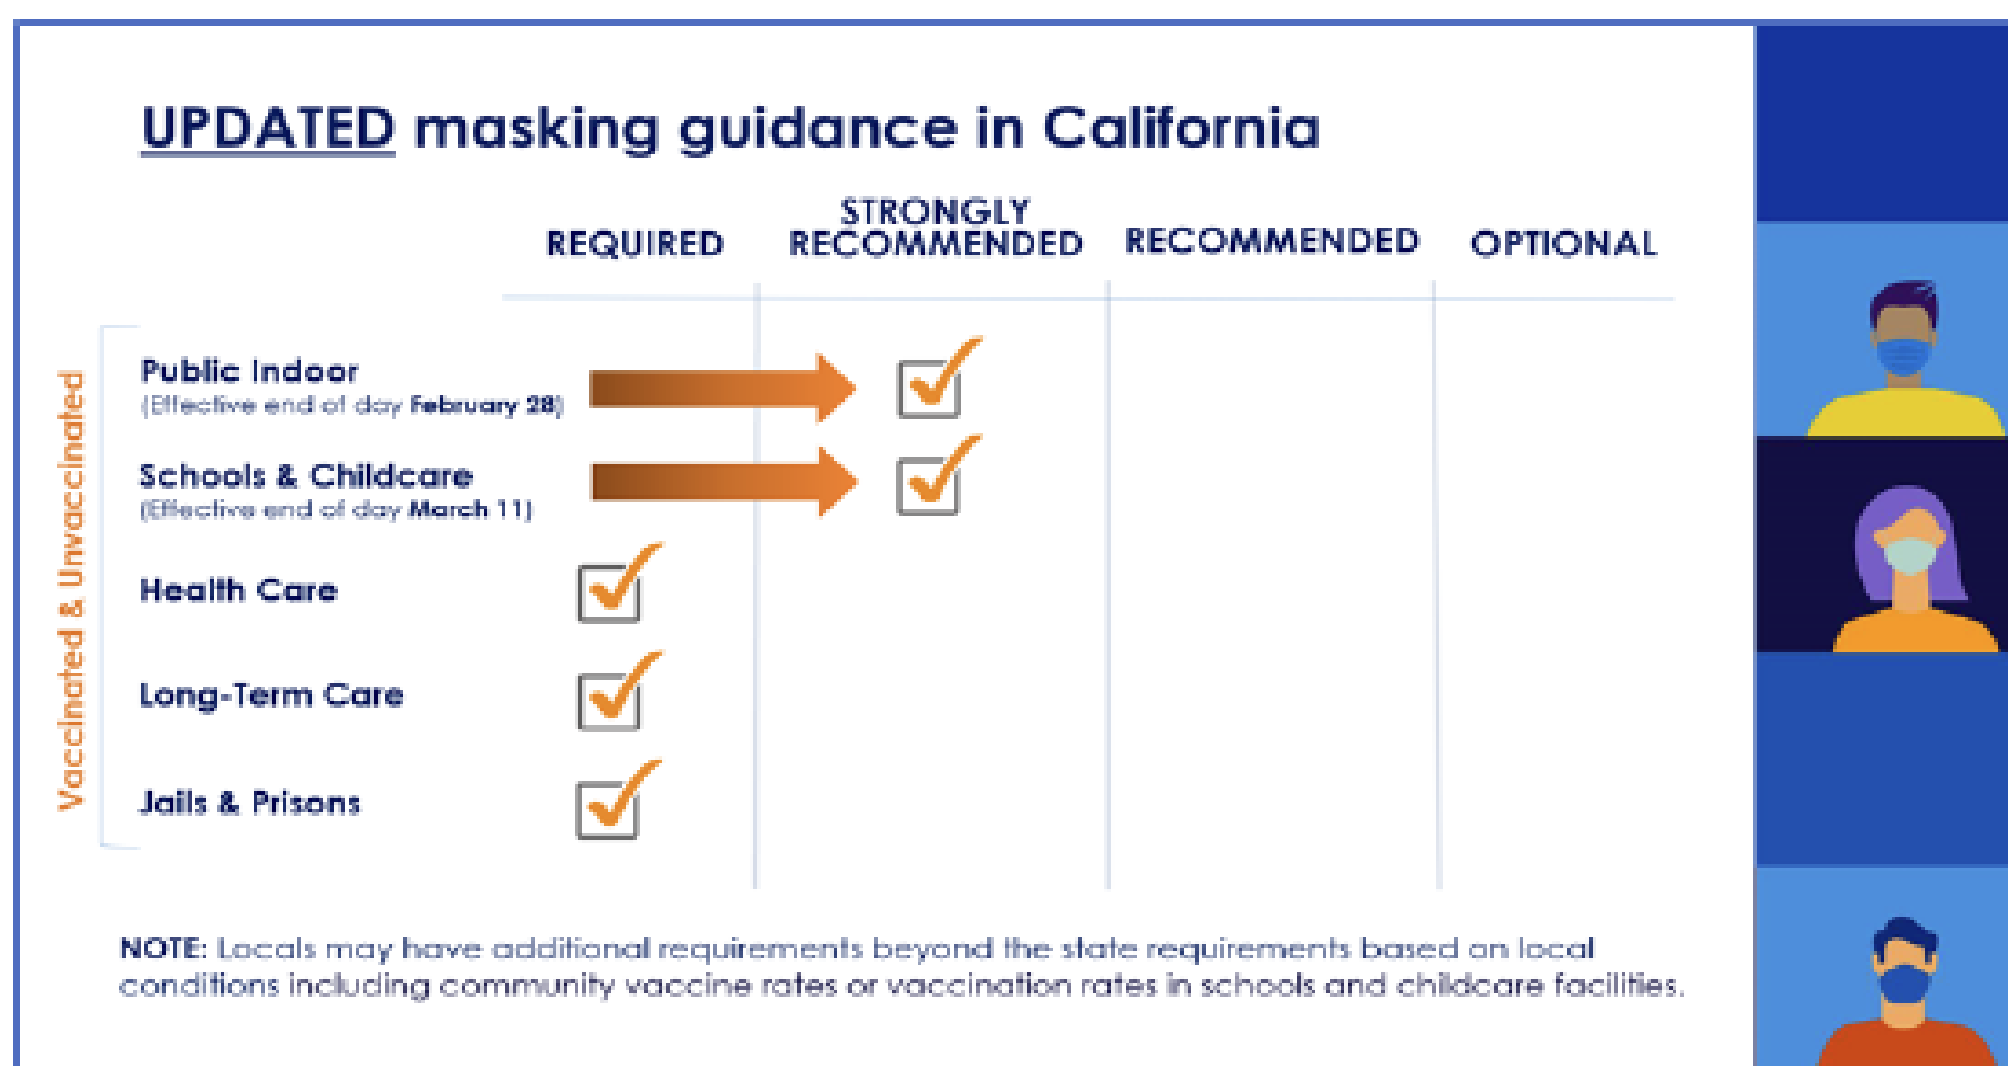 UPDATED masking guidance in California
REQUIRED
STRONGLY
RECOMMENDED
RECOMMENDED
OPTIONAL
Vaccinated & Unvaccinated
Public Indoor
(Effective end of day February 28)
Schools & Childcare
(Effective end of day March 11)
Health Care
Long-Term Care
Jails & Prisons
NOTE: Locals may have additional requirements beyond the state requirements based on local
conditions including community vaccine rates or vaccination rates in schools and childcare facilities.